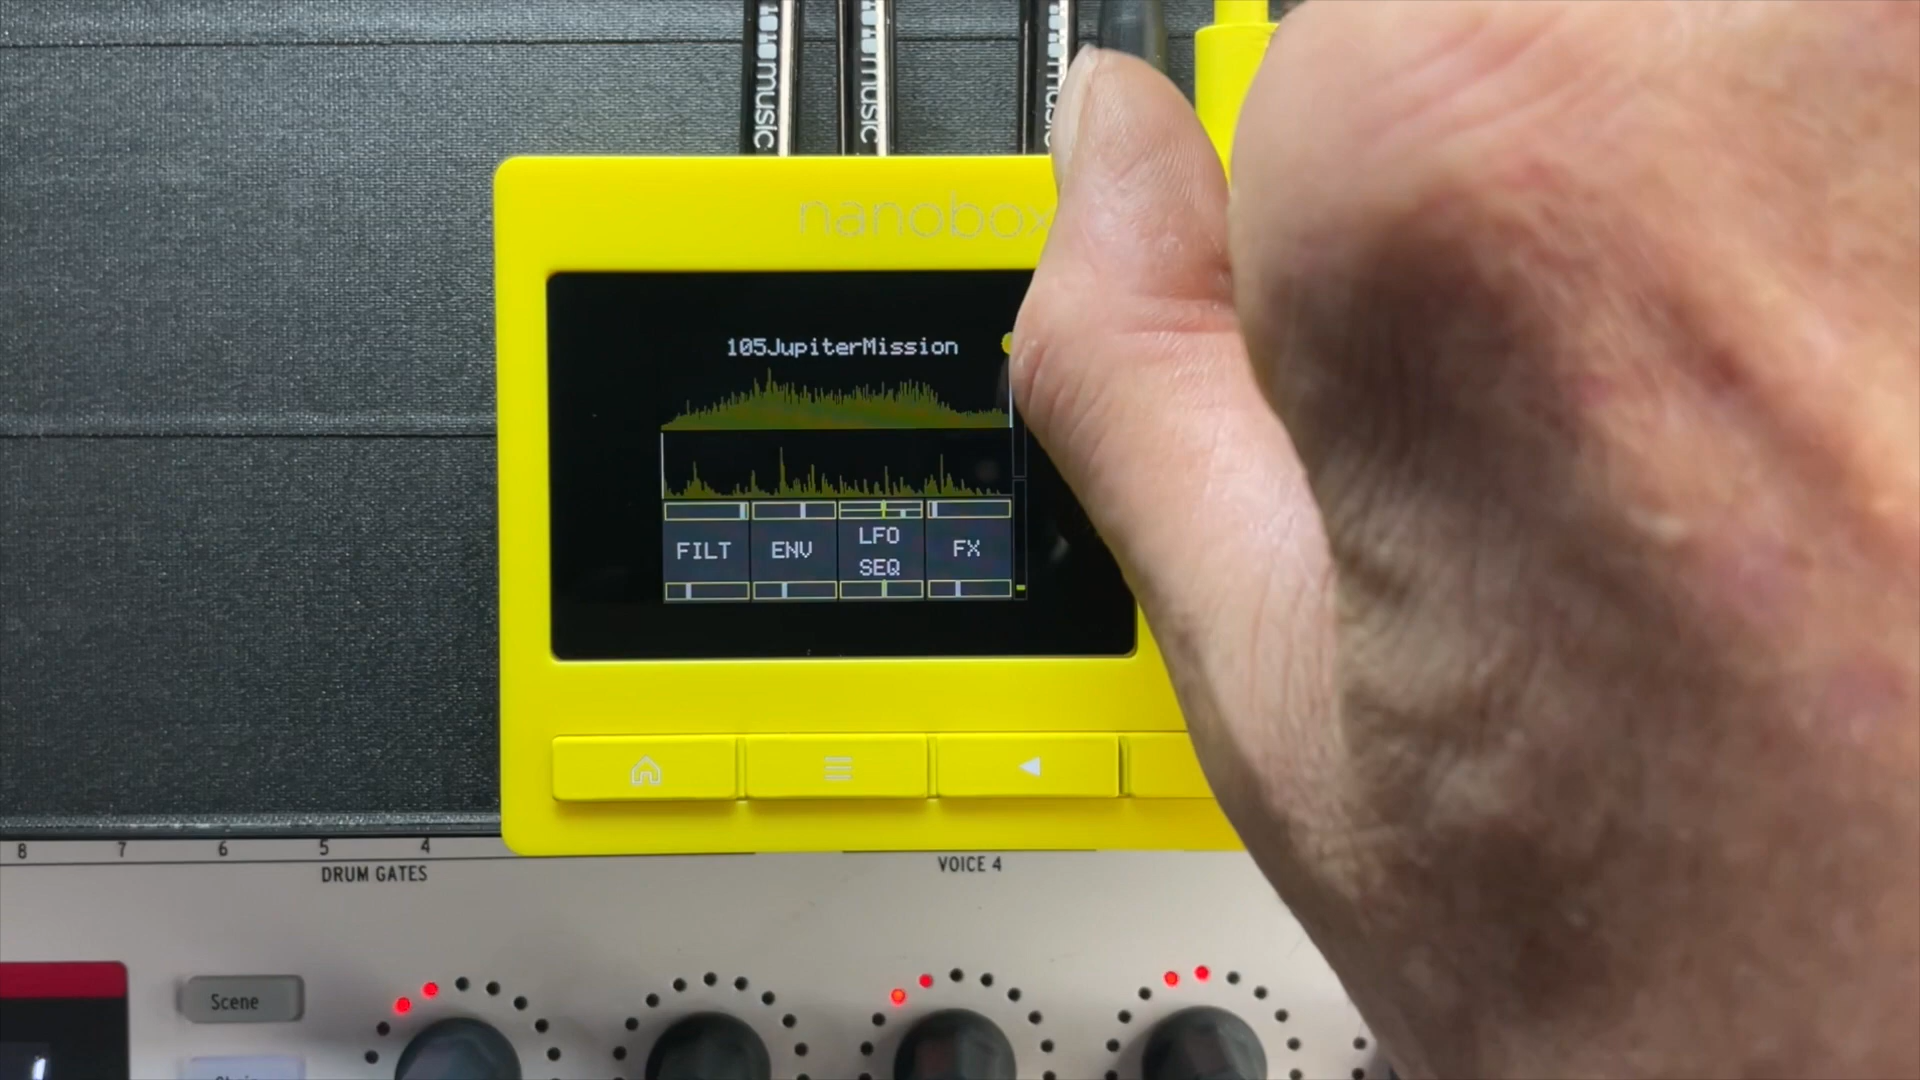 1010music
1010music
music
nanobox
105JupiterMission
FILT
ENV
LFO
SEQ
FX
8 7 6 5 4
DRUM GATES
VOICE 4
Scene